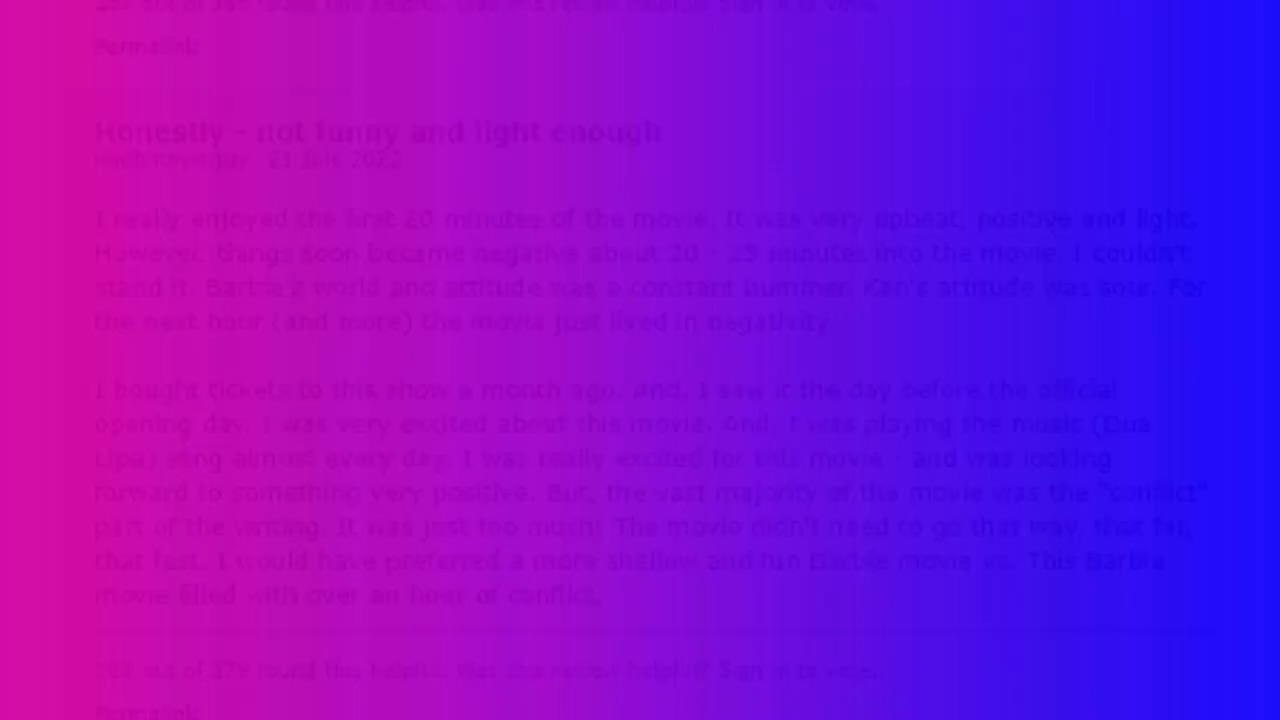 Permalink
Honestly - not funny and light enough
21 July 2023
I really enjoyed the first 20 minutes of the movie. It was very upbeat, positive and light.
However, things soon became negative about 20 - 25 minutes into the movie. I couldn't
stand it. Barbie's world and attitude was a constant bummer. Ken's attitude was sour. For
the next hour (and more) the movie just lived in negativity.
I bought tickets to this show a month ago. And, I saw it the day before the official
opening day. I was very excited about this movie. And, I was playing the music (Dua
Lipa) song almost every day. I was really excited for this movie - and was looking
forward to something very positive. But, the vast majority of the movie was the "conflict"
part of the writing. It was just too much! The movie didn't need to go that way, that far,
that fast. I would have preferred a more shallow and fun Barbie movie vs. This Barbie
movie filled with over an hour of conflict.
out of found this helpful. Was this review helpful? Sign in to vote.
Permalink